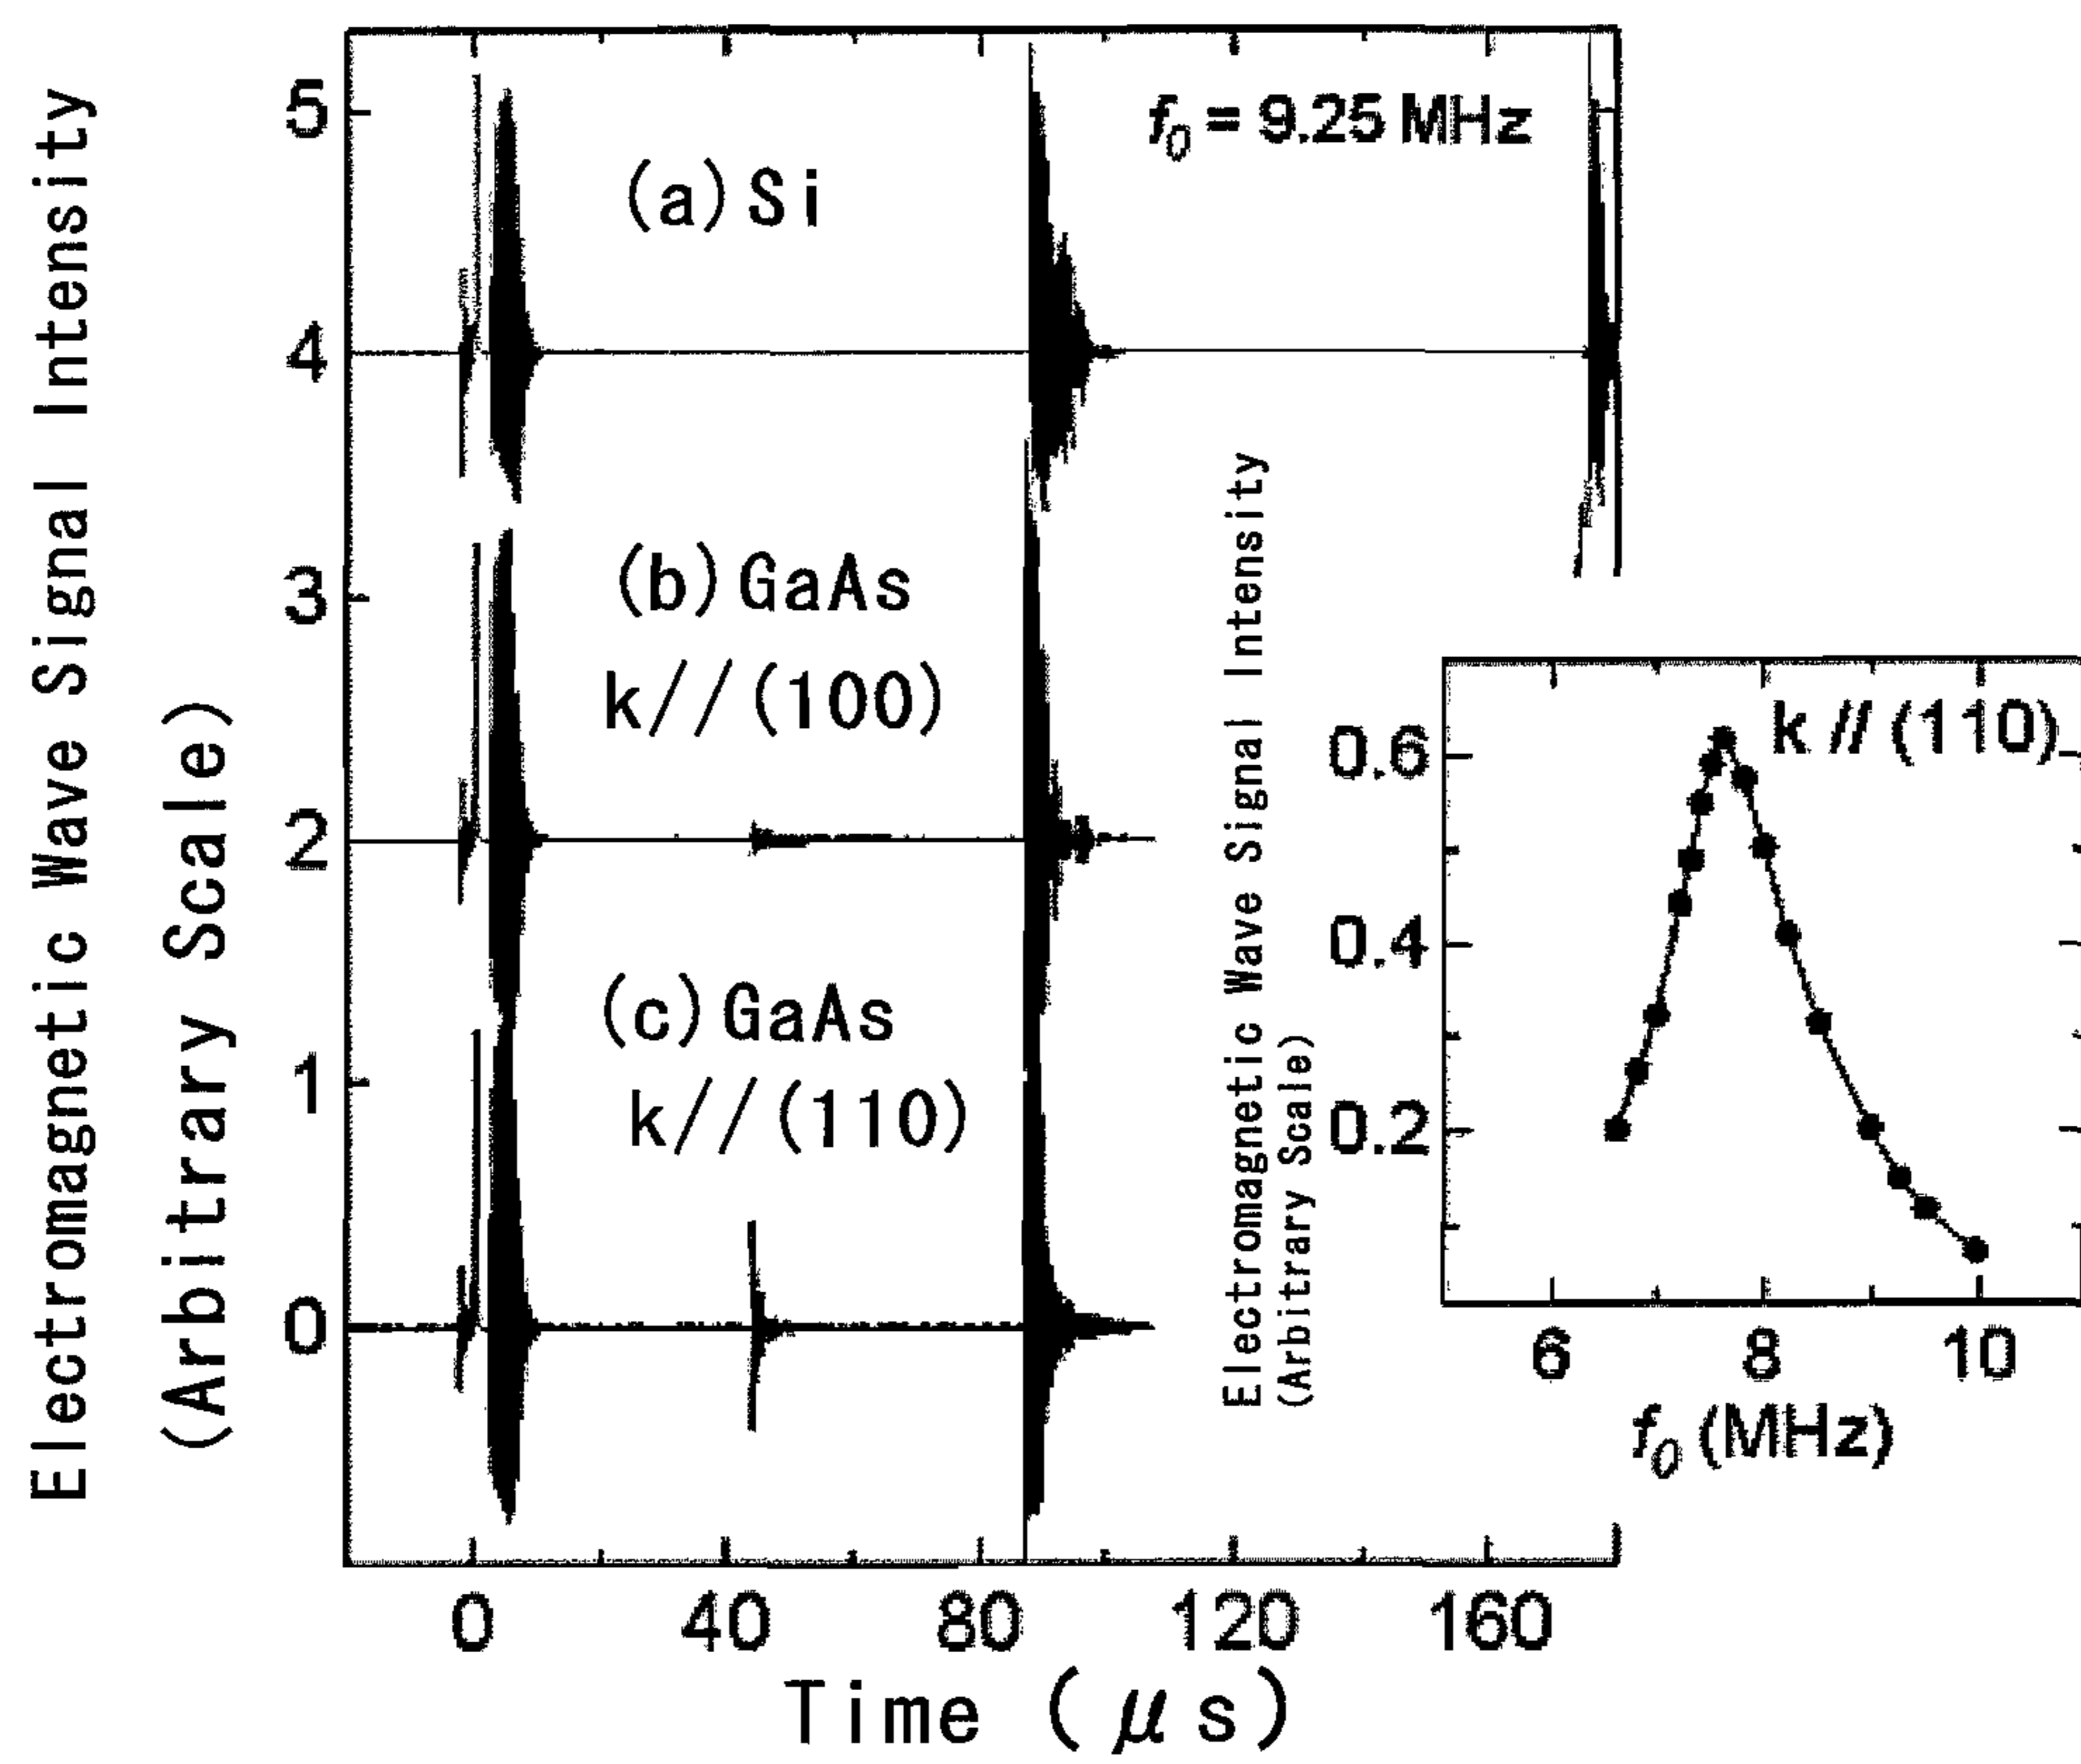 Electromagnetic Wave Signal Intensity
(Arbitrary Scale)
5
4
3
2
1
0
f0 = 9.25 MHz
(a) Si
(b) GaAs
k//(100)
(c) GaAs
k//(110)
0
40
80
120
160
Time (μs)
Electromagnetic Wave Signal Intensity
(Arbitrary Scale)
0.6
0.4
0.2
k // (110)
6
8
10
f0 (MHz)